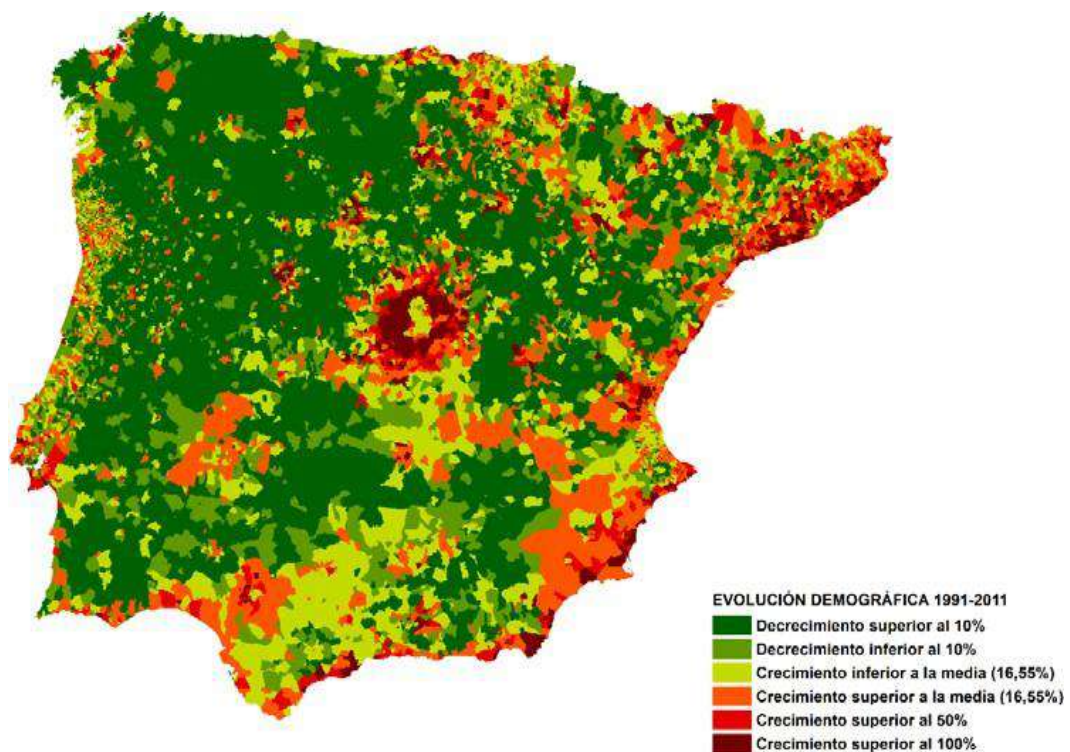 EVOLUCIÓN DEMOGRÁFICA 1991-2011
Decrecimiento superior al 10%
Decrecimiento inferior al 10%
Crecimiento inferior a la media (16,55%)
Crecimiento superior a la media (16,55%)
Crecimiento superior al 50%
Crecimiento superior al 100%